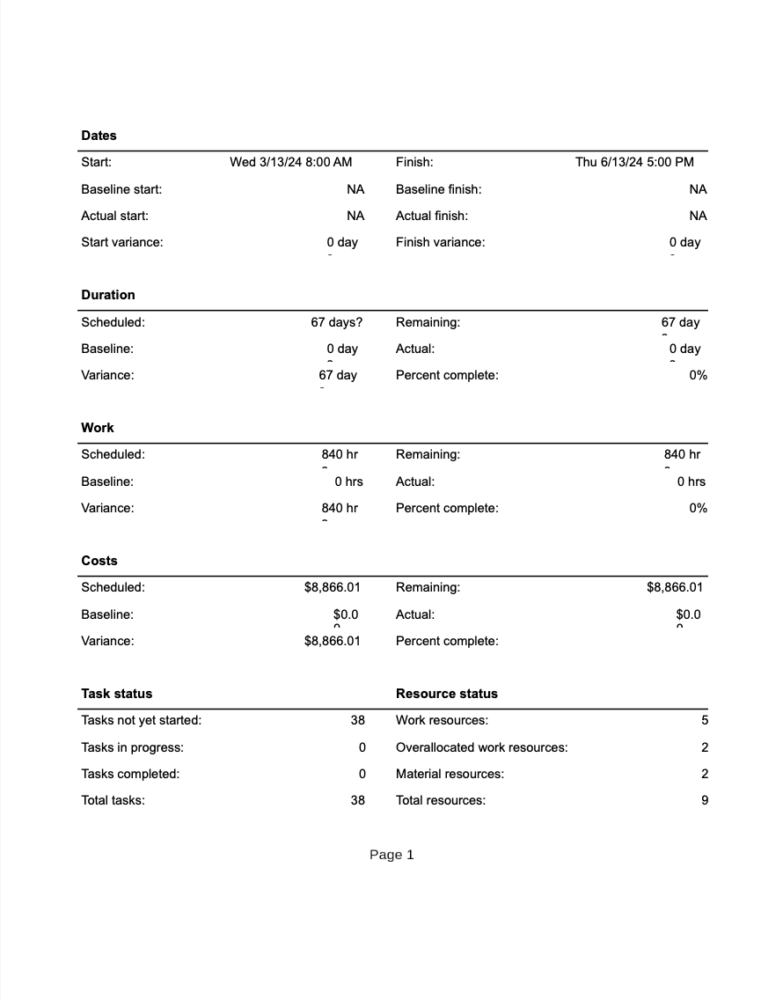 Dates
Start: Wed 3/13/24 8:00 AM Finish: Thu 6/13/24 5:00 PM
Baseline start: NA Baseline finish: NA
Actual start: NA Actual finish: NA
Start variance: 0 day Finish variance: 0 day
Duration
Scheduled: 67 days? Remaining: 67 day
Baseline: 0 day Actual: 0 day
Variance: 67 day Percent complete: 0%
Work
Scheduled: 840 hr Remaining: 840 hr
Baseline: 0 hrs Actual: 0 hrs
Variance: 840 hr Percent complete: 0%
Costs
Scheduled: $8,866.01 Remaining: $8,866.01
Baseline: $0.0 Actual: $0.0
Variance: $8,866.01 Percent complete:
Task status Resource status
Tasks not yet started: 38 Work resources: 5
Tasks in progress: 0 Overallocated work resources: 2
Tasks completed: 0 Material resources: 2
Total tasks: 38 Total resources: 9
Page 1